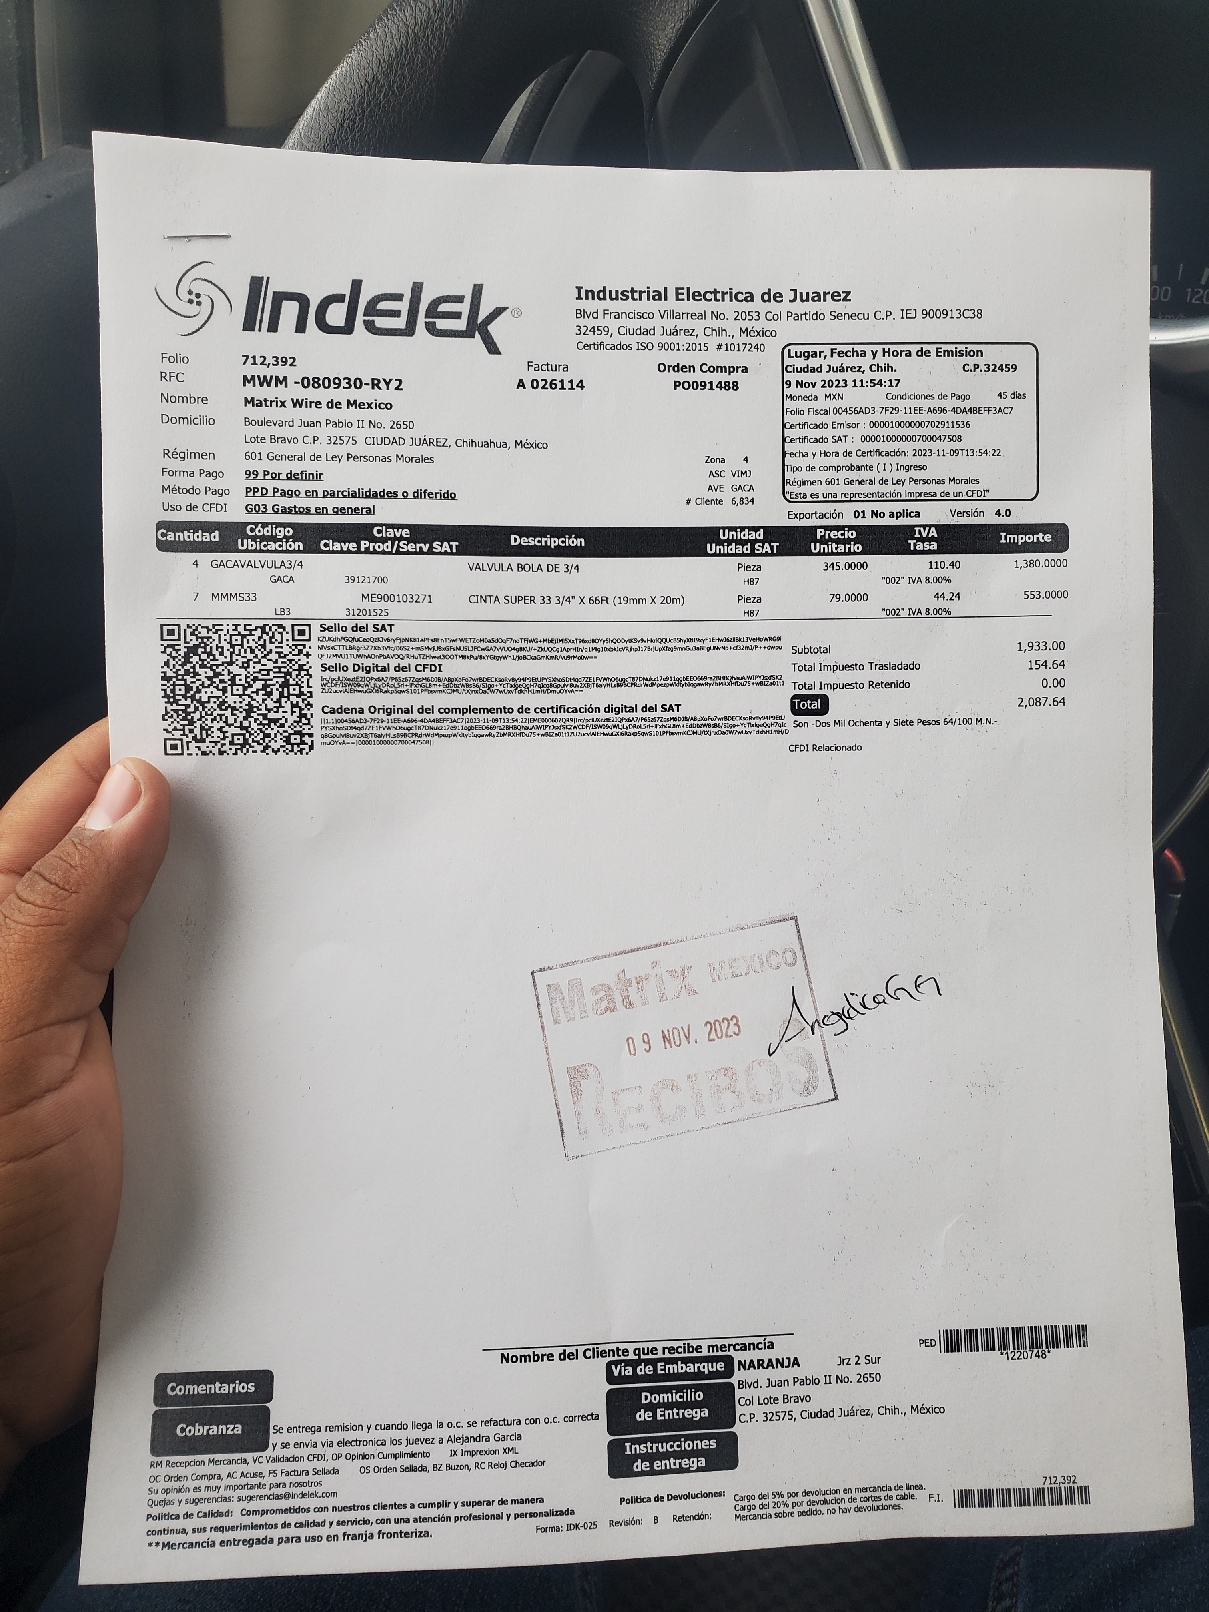 Indelek®
Industrial Electrica de Juarez
Blvd Francisco Villarreal No. 2053 Col Partido Senecu C.P. IEJ 900913C38
32459, Ciudad Juárez, Chih., México
Certificados ISO 9001:2015 #1017240
Folio 712,392
RFC MWM -080930-RY2
Factura
A 026114
Orden Compra
PO091488
Nombre Matrix Wire de Mexico
Domicilio Boulevard Juan Pablo II No. 2650
Lote Bravo C.P. 32575 CIUDAD JUÁREZ, Chihuahua, México
Régimen 601 General de Ley Personas Morales
Forma Pago 99 Por definir
Método Pago PPD Pago en parcialidades o diferido
Uso de CFDI G03 Gastos en general
Zona 4
ASC VIMJ
AVE GACA
# Cliente 6,834
Lugar, Fecha y Hora de Emision
Ciudad Juárez, Chih. C.P.32459
9 Nov 2023 11:54:17
Moneda MXN Condiciones de Pago 45 dias
Folio Fiscal 00456AD3-7F29-11EE-A696-4DA4BEFF3AC7
Certificado Emisor : 00001000000702911536
Certificado SAT : 00001000000700047508
Fecha y Hora de Certificación: 2023-11-09T13:54:22
Tipo de comprobante ( I ) Ingreso
Régimen 601 General de Ley Personas Morales
"Esta es una representación impresa de un CFDI"
Exportación 01 No aplica Versión 4.0
Cantidad Código Ubicación Clave Clave Prod/Serv SAT Descripción Unidad Unidad SAT Precio Unitario IVA Tasa Importe
4 GACAVALVULA3/4 VALVULA BOLA DE 3/4 Pieza 345.0000 110.40 1,380.0000
GACA 39121700 H87 "002" IVA 8.00%
7 MMMS33 ME900103271 CINTA SUPER 33 3/4" X 66Ft (19mm X 20m) Pieza 79.0000 44.24 553.0000
LB3 31201525 H87 "002" IVA 8.00%
Sello del SAT
Sello Digital del CFDI
Cadena Original del complemento de certificación digital del SAT
Subtotal 1,933.00
Total Impuesto Trasladado 154.64
Total Impuesto Retenido 0.00
Total 2,087.64
Son -Dos Mil Ochenta y Siete Pesos 64/100 M.N.-
CFDI Relacionado
Matrix MEXICO
09 NOV. 2023
RECIBOS
Nombre del Cliente que recibe mercancía
PED
*1220748*
Vía de Embarque NARANJA Jrz 2 Sur
Domicilio de Entrega
Blvd. Juan Pablo II No. 2650
Col Lote Bravo
C.P. 32575, Ciudad Juárez, Chih., México
Instrucciones de entrega
Comentarios
Cobranza
Se entrega remision y cuando llega la o.c. se refactura con o.c. correcta
y se envia via electronica los juevez a Alejandra Garcia
RM Recepcion Mercancia, VC Validacion CFDI, OP Opinion Cumplimiento IX Imprexion XML
OC Orden Compra, AC Acuse, FS Factura Sellada OS Orden Sellada, BZ Buzon, RC Reloj Checador
Su opinión es muy importante para nosotros
Quejas y sugerencias: sugerencias@indelek.com
Politica de Calidad: Comprometidos con nuestros clientes a cumplir y superar de manera
continua, sus requerimientos de calidad y servicio, con una atención profesional y personalizada
**Mercancia entregada para uso en franja fronteriza.
Forma: IDK-025 Revisión: B Retención:
Politica de Devoluciones:
Cargo del 5% por devolucion en mercancia de linea.
Cargo del 20% por devolucion de cortes de cable.
Mercancia sobre pedido, no hay devoluciones.
F.I.
712,392